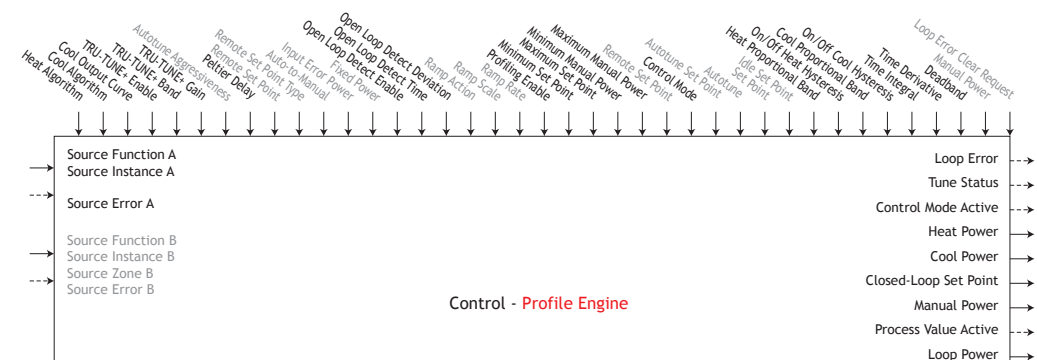 Heat Algorithm
Cool Algorithm
Cool Output Curve
TRU-TUNE+ Enable
TRU-TUNE+ Band
TRU-TUNE+ Gain
Autotune Aggressiveness
Peltier Delay
Remote Set Point
Remote Set Point Type
Auto-to-Manual
Input Error Power
Fixed Power
Open Loop Detect Enable
Open Loop Detect Time
Open Loop Detect Deviation
Ramp Action
Ramp Scale
Ramp Rate
Profiling Enable
Minimum Set Point
Maximum Set Point
Minimum Manual Power
Maximum Manual Power
Remote Set Point
Control Mode
Autotune Set Point
Autotune
Set Point
Idle Set Point
Heat Proportional Band
On/Off Heat Hysteresis
Cool Proportional Band
On/Off Cool Hysteresis
Time Integral
Time Derivative
Deadband
Manual Power
Loop Error Clear Request
Source Function A
Source Instance A
Source Error A
Source Function B
Source Instance B
Source Zone B
Source Error B
Control - Profile Engine
Loop Error
Tune Status
Control Mode Active
Heat Power
Cool Power
Closed-Loop Set Point
Manual Power
Process Value Active
Loop Power